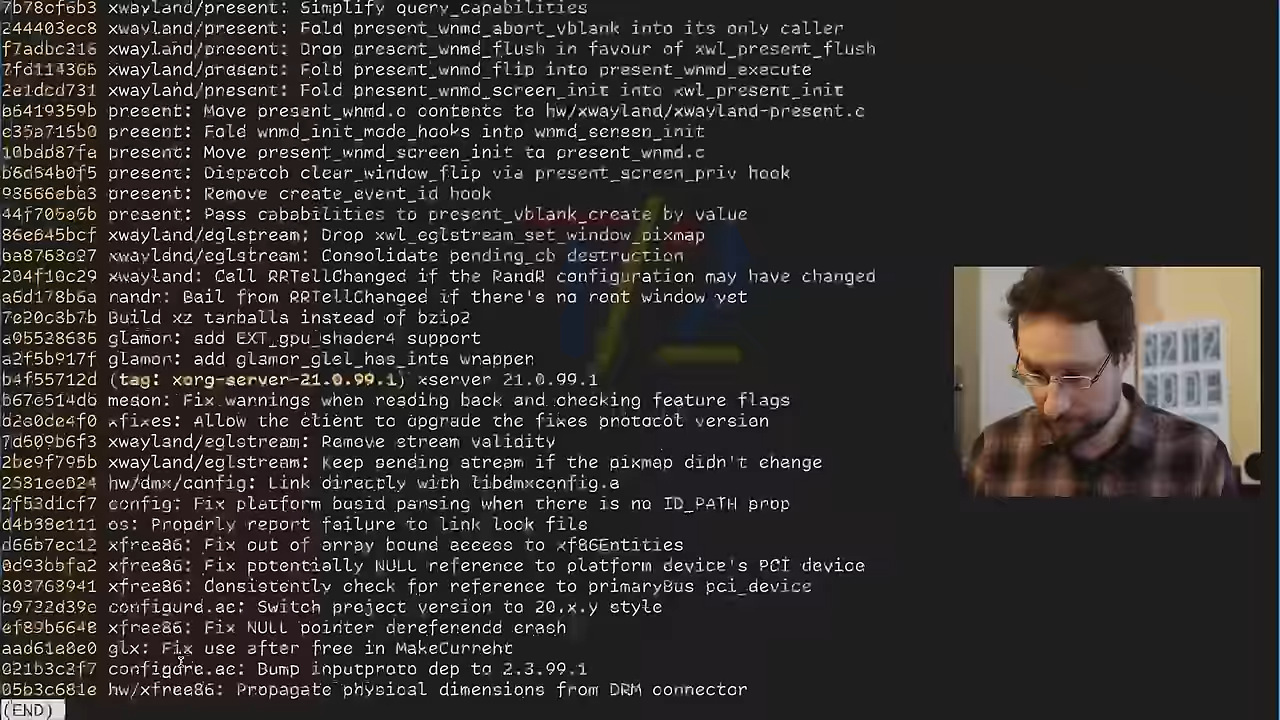 7b78cf6b3 xwayland/present: Simplify query_capabilities
244403ec8 xwayland/present: Fold present_wnmd_abort_vblank into its only caller
f7adbc216 xwayland/present: Drop present_wnmd_flush in favour of xwl_present_flush
7fd114365 xwayland/present: Fold present_wnmd_flip into present_wnmd_execute
2e1dcd731 xwayland/present: Fold present_wnmd_screen_init into xwl_present_init
b6419359b present: Move present_wnmd.c contents to hw/xwayland/xwayland-present.c
c35a716b0 present: Fold wnmd_init_mode_hooks into wnmd_screen_init
10bdd87fa present: Move present_wnmd_screen_init to present_wnmd.c
b6d64b0f5 present: Dispatch clear_window_flip via present_screen_priv hook
98666eba3 present: Remove create_event_id hook
44f705a6b present: Pass capabilities to present_vblank_create by value
86e645bcf xwayland/eglstream: Drop xwl_eglstream_set_window_pixmap
ba8763c27 xwayland/eglstream: Consolidate pending_cb destruction
204f10c29 xwayland: Call RRTellChanged if the RandR configuration may have changed
a6d178b6a randr: Bail from RRTellChanged if there's no root window yet
7e20c3b7b Build xz tarballs instead of bzip2
a05528635 glamor: add EXT_gpu_shader4 support
a2f5b917f glamor: add glamor_glsl_has_ints wrapper
b4f55712d (tag: xorg-server-21.0.99.1) xserver 21.0.99.1
b67e514d6 meson: Fix warnings when reading back and checking feature flags
d2a0de4f0 xfixes: Allow the client to upgrade the fixes protocol version
7d509b6f3 xwayland/eglstream: Remove stream validity
2be9f795b xwayland/eglstream: Keep pending stream if the pixmap didn't change
2531ec024 hw/dmx/config: Link directly with libdmxconfig.a
2f53d1cf7 config: Fix platform busid parsing when there is no ID_PATH prop
d4b38e111 os: Properly report failure to link lock file
d66b7ec12 xfree86: Fix out of array bound access to xf86Entities
0d93bbfa2 xfree86: Fix potentially NULL reference to platform device's PCI device
803763941 xfree86: Consistently check for reference to primaryBus pci_device
b9732d39c configure.ac: Switch project version to 20.x.y style
ef89b6648 xfree86: Fix NULL pointer dereference crash
aad61a8e0 glx: Fix use after free in MakeCurrent
021b3c2f7 configure.ac: Bump inputproto dep to 2.3.99.1
05b3c681e hw/xfree86: Propagate physical dimensions from DRM connector
(END)